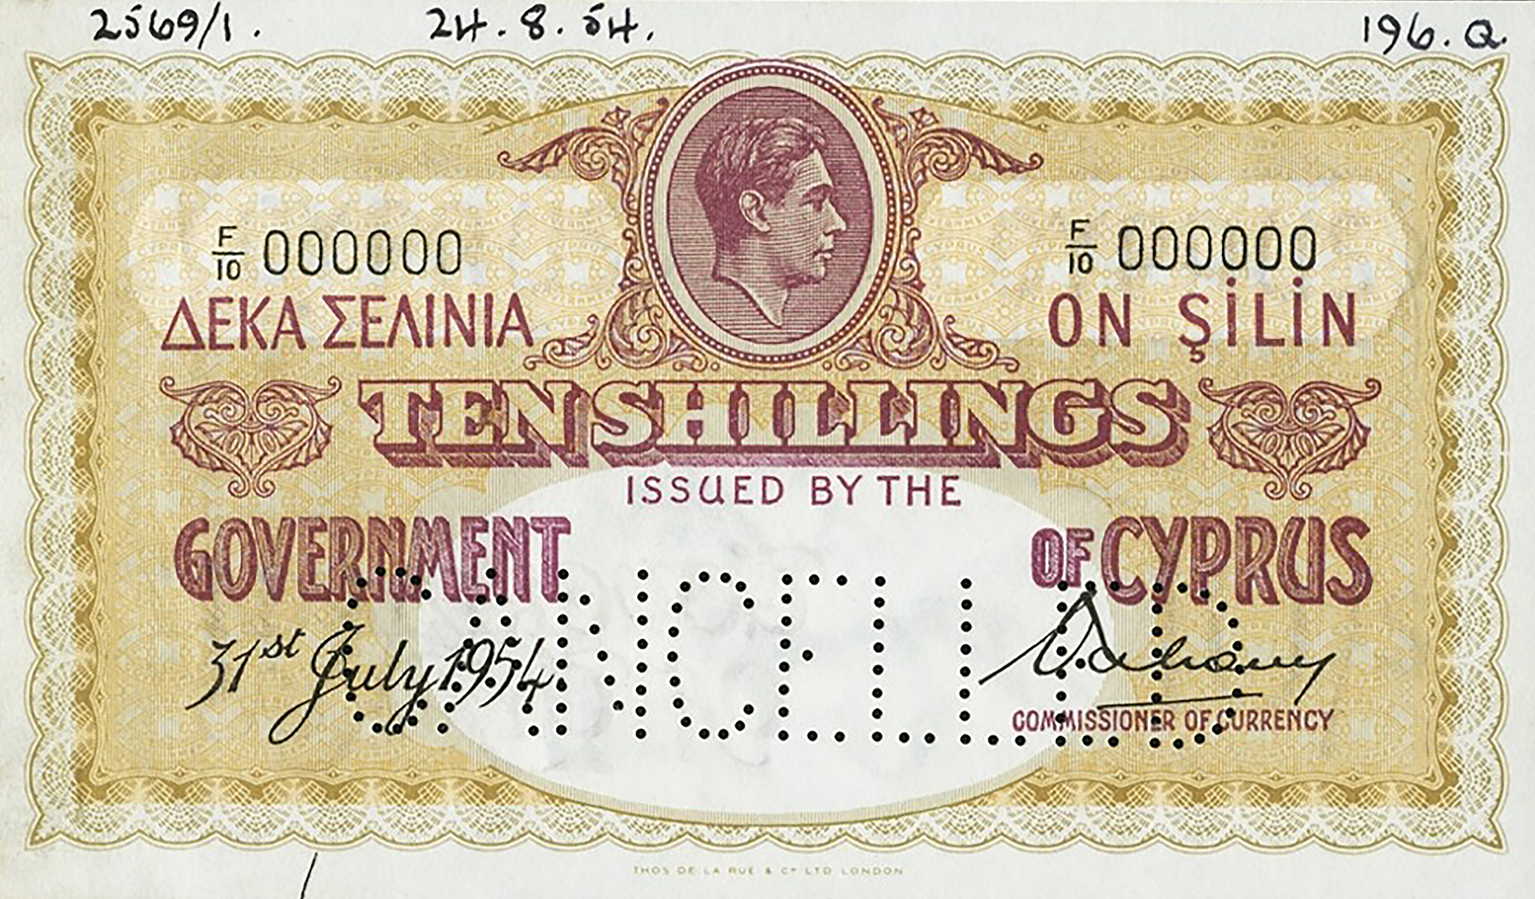 2569/1. 24.8.54. 196.Q.
F/10 000000 F/10 000000
ΔΕΚΑ ΣΕΛΙΝΙΑ ON ŞİLİN
TEN SHILLINGS
ISSUED BY THE
GOVERNMENT OF CYPRUS
CANCELLED
31st July 1954
COMMISSIONER OF CURRENCY
THOS DE LA RUE & Cº LTD LONDON